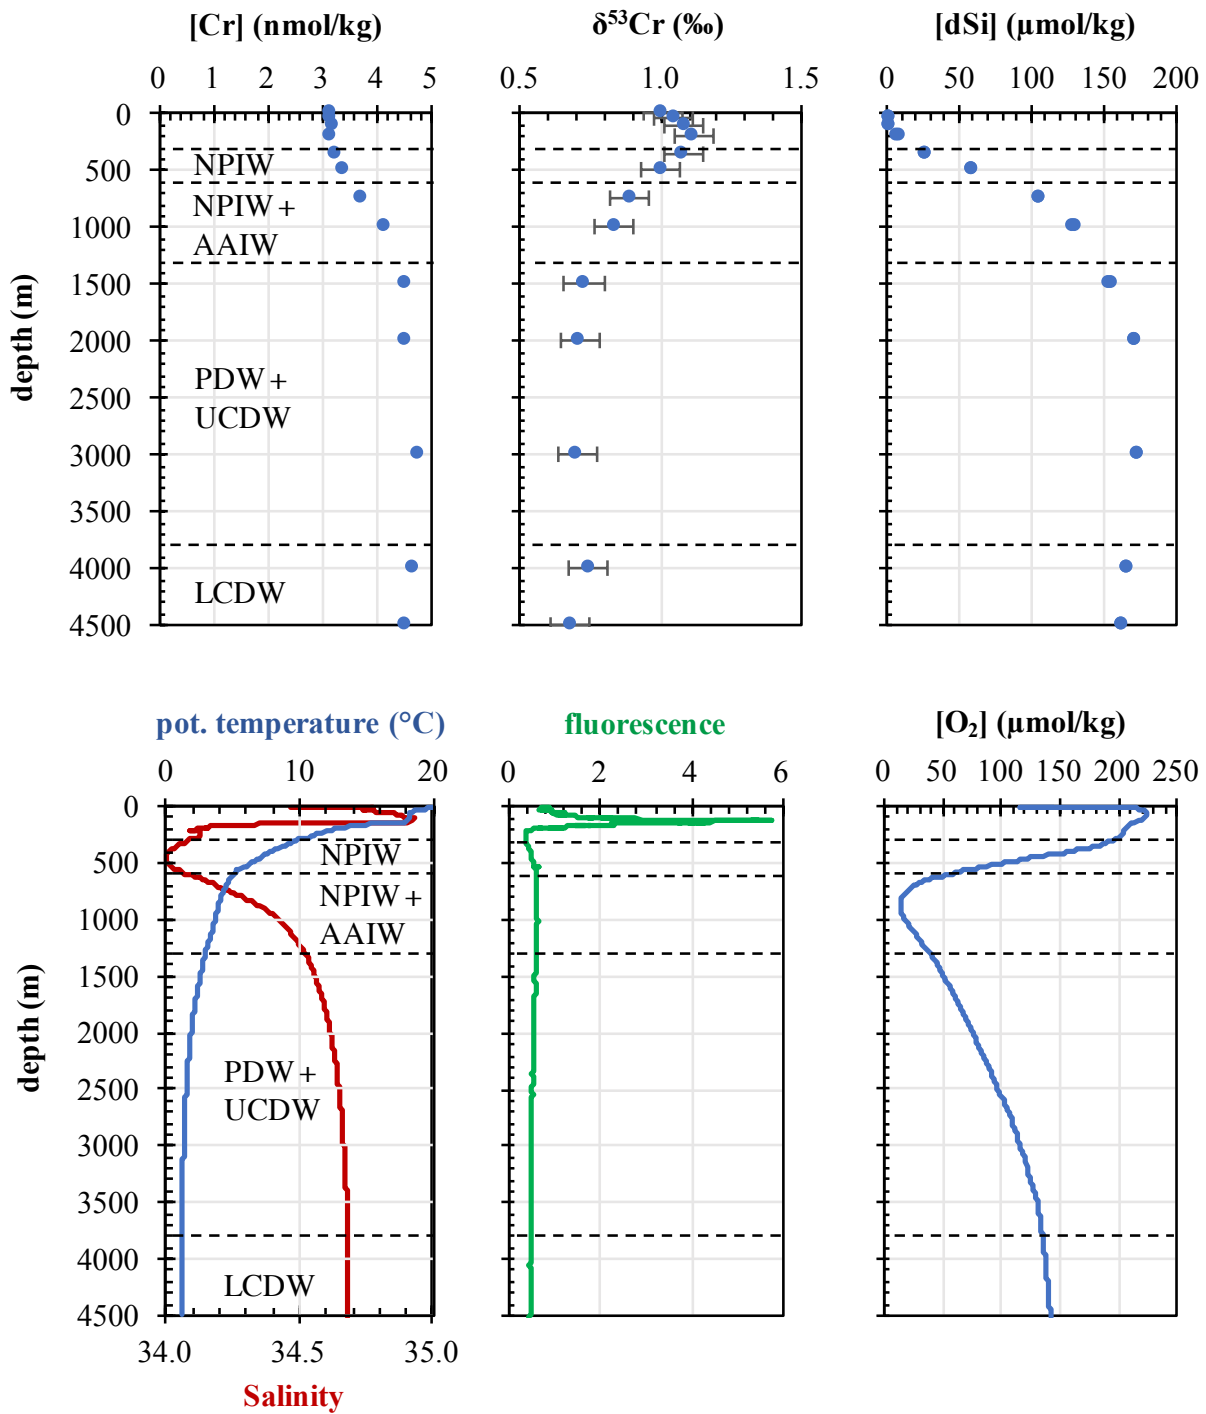 [Cr] (nmol/kg) δ⁵³Cr (‰) [dSi] (µmol/kg)
0 1 2 3 4 5 0.5 1.0 1.5 0 50 100 150 200
0
NPIW
500
NPIW +
1000
AAIW
1500
2000
PDW +
2500
UCDW
3000
3500
4000
LCDW
4500
depth (m)
pot. temperature (°C) fluorescence [O₂] (µmol/kg)
0 10 20 0 2 4 6 0 50 100 150 200 250
0
NPIW
500
NPIW +
1000
AAIW
1500
2000
PDW +
2500
UCDW
3000
3500
4000
LCDW
4500
depth (m)
34.0 34.5 35.0
Salinity